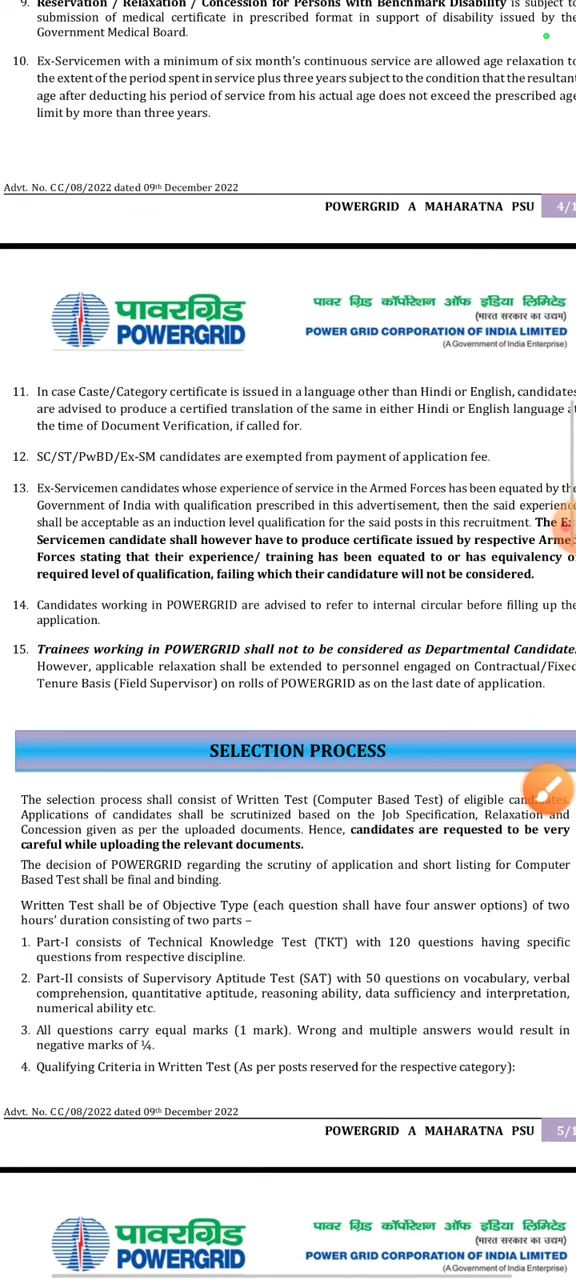 9. Reservation / Relaxation / Concession for Persons with Benchmark Disability is subject to
submission of medical certificate in prescribed format in support of disability issued by the
Government Medical Board.
10. Ex-Servicemen with a minimum of six month's continuous service are allowed age relaxation to
the extent of the period spent in service plus three years subject to the condition that the resultant
age after deducting his period of service from his actual age does not exceed the prescribed age
limit by more than three years.
Advt. No. CC/08/2022 dated 09th December 2022
POWERGRID A MAHARATNA PSU 4/1
पावरग्रिड
POWERGRID
पावर ग्रिड कॉर्पोरेशन ऑफ इंडिया लिमिटेड
(भारत सरकार का उद्यम)
POWER GRID CORPORATION OF INDIA LIMITED
(A Government of India Enterprise)
11. In case Caste/Category certificate is issued in a language other than Hindi or English, candidates
are advised to produce a certified translation of the same in either Hindi or English language at
the time of Document Verification, if called for.
12. SC/ST/PwBD/Ex-SM candidates are exempted from payment of application fee.
13. Ex-Servicemen candidates whose experience of service in the Armed Forces has been equated by the
Government of India with qualification prescribed in this advertisement, then the said experience
shall be acceptable as an induction level qualification for the said posts in this recruitment. The
Servicemen candidate shall however have to produce certificate issued by respective
Forces stating that their experience/ training has been equated to or has equivalency
required level of qualification, failing which their candidature will not be considered.
14. Candidates working in POWERGRID are advised to refer to internal circular before filling up the
application.
15. Trainees working in POWERGRID shall not to be considered as Departmental Candidate.
However, applicable relaxation shall be extended to personnel engaged on Contractual/Fixed
Tenure Basis (Field Supervisor) on rolls of POWERGRID as on the last date of application.
SELECTION PROCESS
The selection process shall consist of Written Test (Computer Based Test) of eligible
Applications of candidates shall be scrutinized based on the Job Specification, Relaxation and
Concession given as per the uploaded documents. Hence, candidates are requested to be very
careful while uploading the relevant documents.
The decision of POWERGRID regarding the scrutiny of application and short listing for Computer
Based Test shall be final and binding.
Written Test shall be of Objective Type (each question shall have four answer options) of two
hours' duration consisting of two parts –
1. Part-I consists of Technical Knowledge Test (TKT) with 120 questions having specific
questions from respective discipline.
2. Part-II consists of Supervisory Aptitude Test (SAT) with 50 questions on vocabulary, verbal
comprehension, quantitative aptitude, reasoning ability, data sufficiency and interpretation,
numerical ability etc.
3. All questions carry equal marks (1 mark). Wrong and multiple answers would result in
negative marks of ¼.
4. Qualifying Criteria in Written Test (As per posts reserved for the respective category):
Advt. No. CC/08/2022 dated 09th December 2022
POWERGRID A MAHARATNA PSU 5/1
पावरग्रिड
POWERGRID
पावर ग्रिड कॉर्पोरेशन ऑफ इंडिया लिमिटेड
(भारत सरकार का उद्यम)
POWER GRID CORPORATION OF INDIA LIMITED
(A Government of India Enterprise)